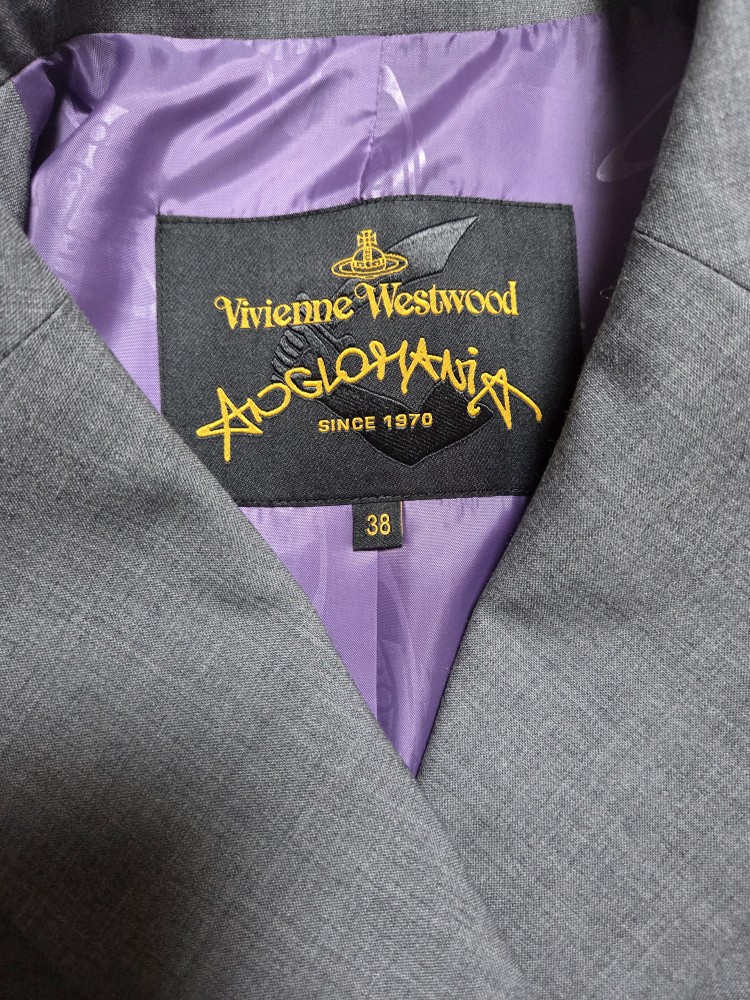 Vivienne Westwood
ANGLOMANIA
SINCE 1970
38